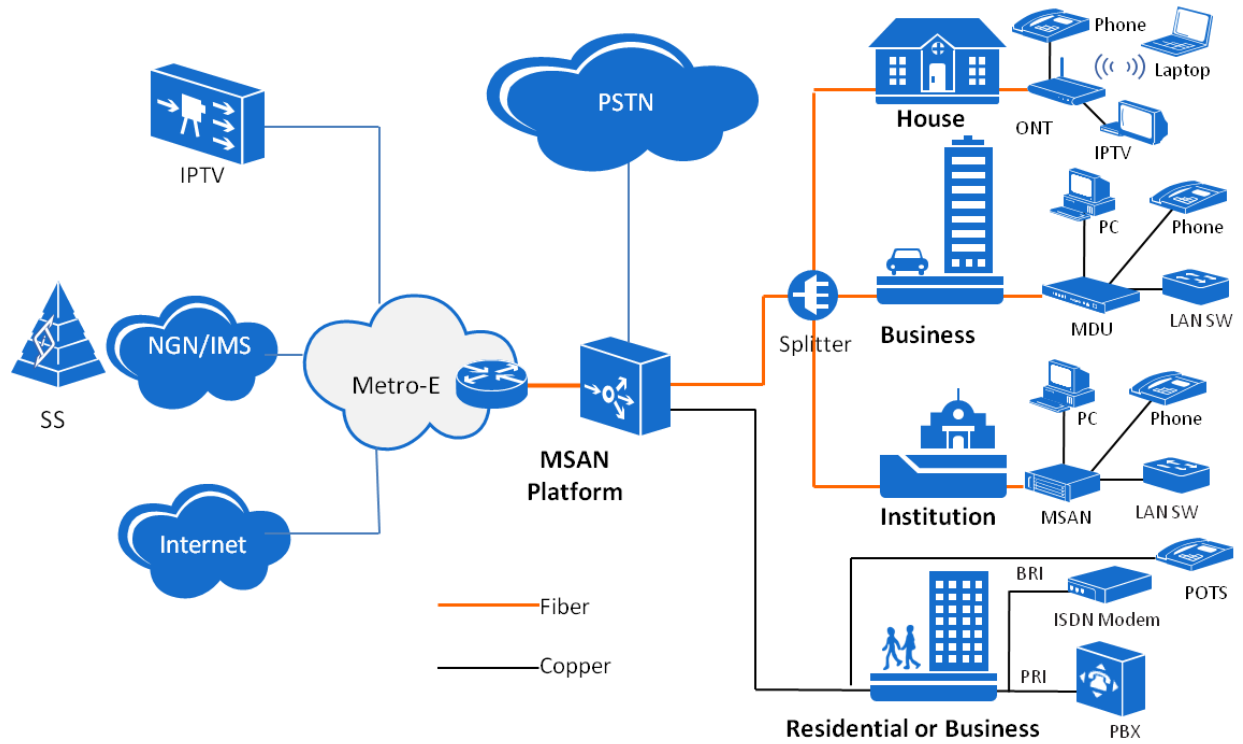 Phone
Laptop
PSTN
House
ONT
IPTV
IPTV
PC
Phone
NGN/IMS
Metro-E
Splitter
Business
MDU
LAN SW
SS
MSAN
Platform
PC
Phone
Internet
Institution
MSAN
LAN SW
Fiber
BRI
POTS
ISDN Modem
Copper
PRI
Residential or Business
PBX